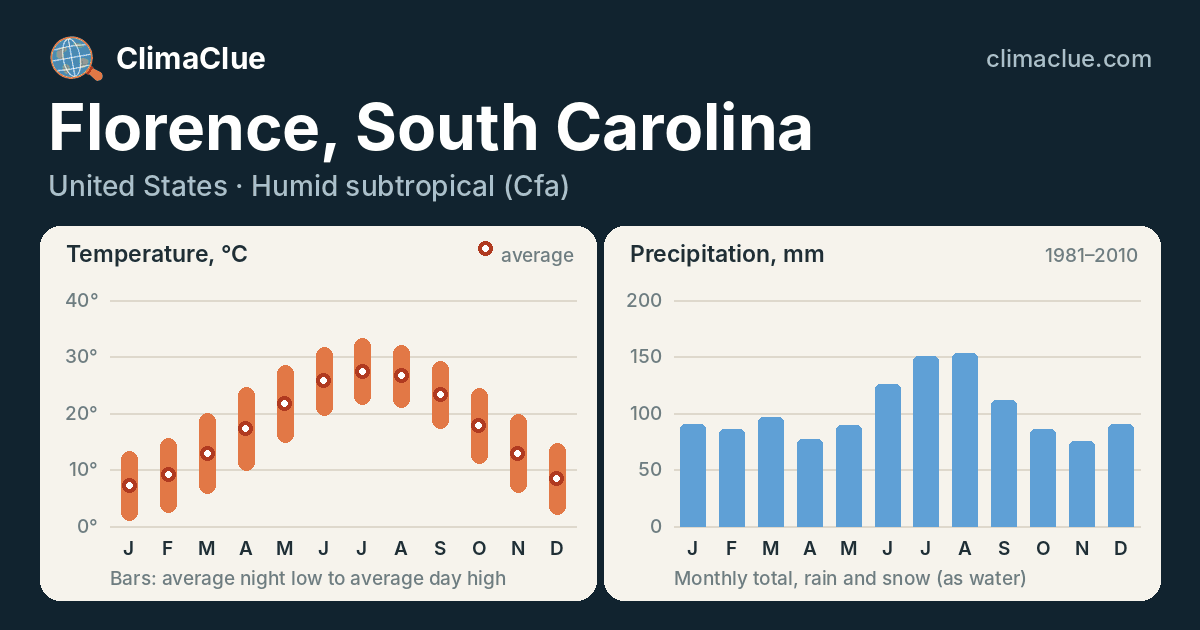 ClimaClue
climaclue.com
Florence, South Carolina
United States · Humid subtropical (Cfa)
Temperature, °C
average
40°
30°
20°
10°
0°
J F M A M J J A S O N D
Bars: average night low to average day high
Precipitation, mm
1981–2010
200
150
100
50
0
J F M A M J J A S O N D
Monthly total, rain and snow (as water)